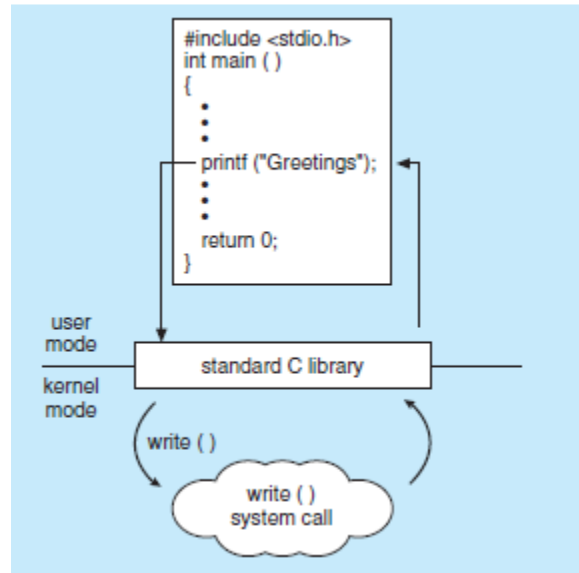 #include <stdio.h>
int main ( )
{
•
•
•
printf ("Greetings");
•
•
•
return 0;
}
user
mode
standard C library
kernel
mode
write ( )
write ( )
system call